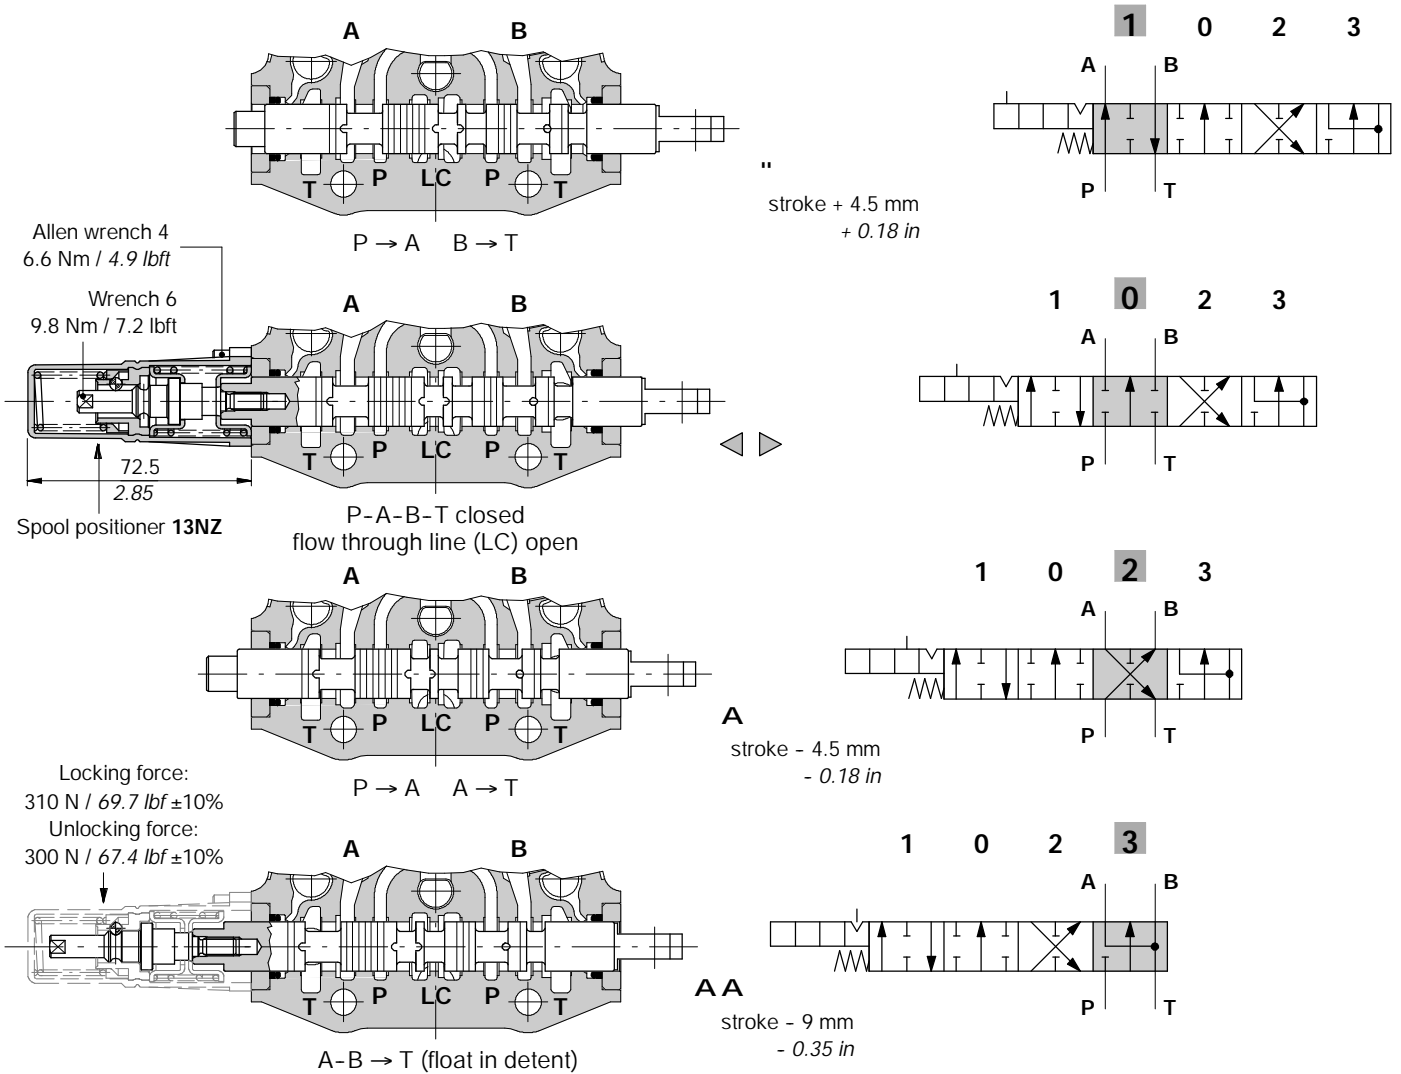 A B
1 0 2 3
A B
T P LC P T
"
P T
stroke + 4.5 mm
+ 0.18 in
P → A B → T
Allen wrench 4
6.6 Nm / 4.9 lbft
Wrench 6
9.8 Nm / 7.2 lbft
A B
1 0 2 3
A B
T P LC P T
P T
72.5
2.85
Spool positioner 13NZ
P-A-B-T closed
flow through line (LC) open
A B
1 0 2 3
A B
T P LC P T
A
P T
stroke - 4.5 mm
- 0.18 in
P → A A → T
Locking force:
310 N / 69.7 lbf ±10%
Unlocking force:
300 N / 67.4 lbf ±10%
A B
1 0 2 3
A B
T P LC P T
A A
P T
stroke - 9 mm
- 0.35 in
A-B → T (float in detent)